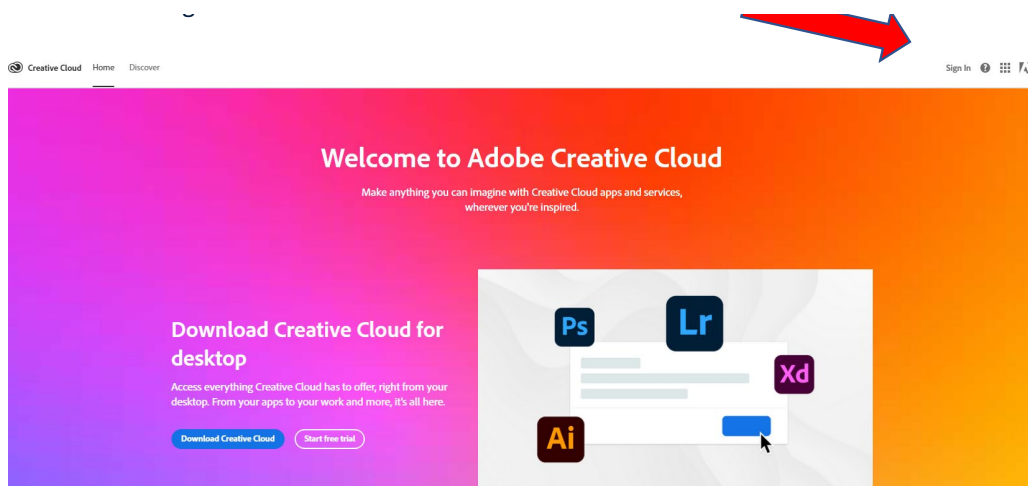 Creative Cloud Home Discover Sign In
Welcome to Adobe Creative Cloud
Make anything you can imagine with Creative Cloud apps and services,
wherever you're inspired.
Download Creative Cloud for
desktop
Access everything Creative Cloud has to offer, right from your
desktop. From your apps to your work and more, it's all here.
Download Creative Cloud Start free trial
Ps
Lr
Xd
Ai